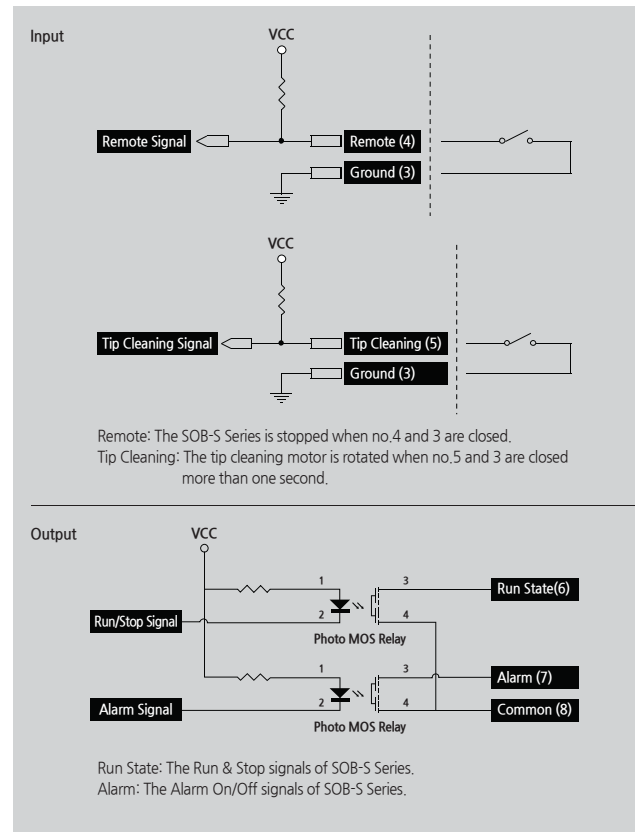 Input
VCC
Remote Signal
Remote (4)
Ground (3)
VCC
Tip Cleaning Signal
Tip Cleaning (5)
Ground (3)
Remote: The SOB-S Series is stopped when no.4 and 3 are closed.
Tip Cleaning: The tip cleaning motor is rotated when no.5 and 3 are closed
more than one second.
Output
VCC
1
3
Run State(6)
2
4
Run/Stop Signal
Photo MOS Relay
1
3
Alarm (7)
Alarm Signal
2
4
Common (8)
Photo MOS Relay
Run State: The Run & Stop signals of SOB-S Series.
Alarm: The Alarm On/Off signals of SOB-S Series.